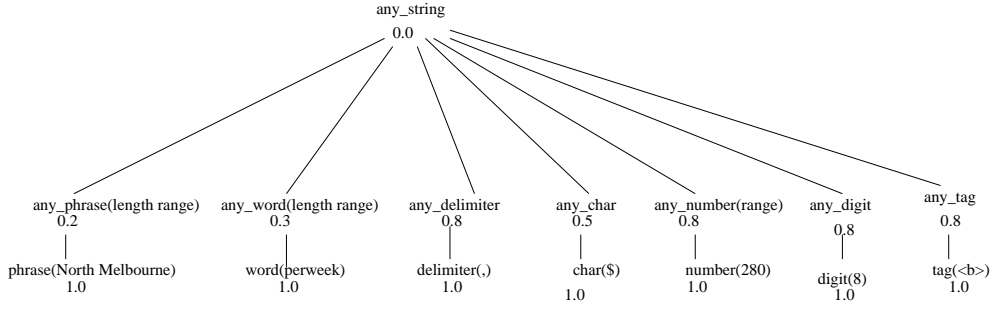 any_string
0.0
any_phrase(length range) any_word(length range) any_delimiter any_char any_number(range) any_digit any_tag
0.2 0.3 0.8 0.5 0.8 0.8 0.8
phrase(North Melbourne) word(perweek) delimiter(,) char($) number(280) digit(8) tag(<b>)
1.0 1.0 1.0 1.0 1.0 1.0 1.0